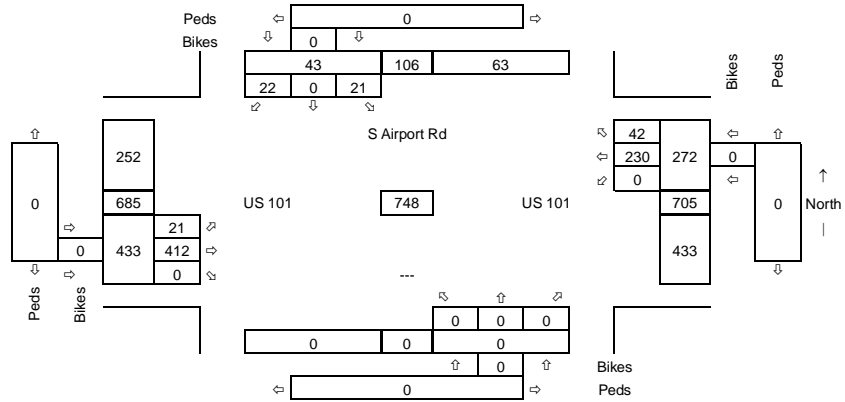 Peds ⇦ 0 ⇨
Bikes ⇩ 0 ⇩
43 106 63
22 0 21
⬃ ⇩ ⬂
Bikes
Peds
S Airport Rd
⇧ 252 ⬁ 42 272 ⇦ ⇧
0 ⇦ 230 0 0
⬃ 0 ⇦
↑
North
|
685 US 101 748 US 101 705
⇨ 433 21 ⬀ 433
0 412 ⇨
⇩ ⇨ 0 ⬂ --- ⇩
Peds
Bikes
⬁ ⇧ ⬀
0 0 0
0 0 0
⇧ 0 ⇧ Bikes
⇦ 0 ⇨ Peds